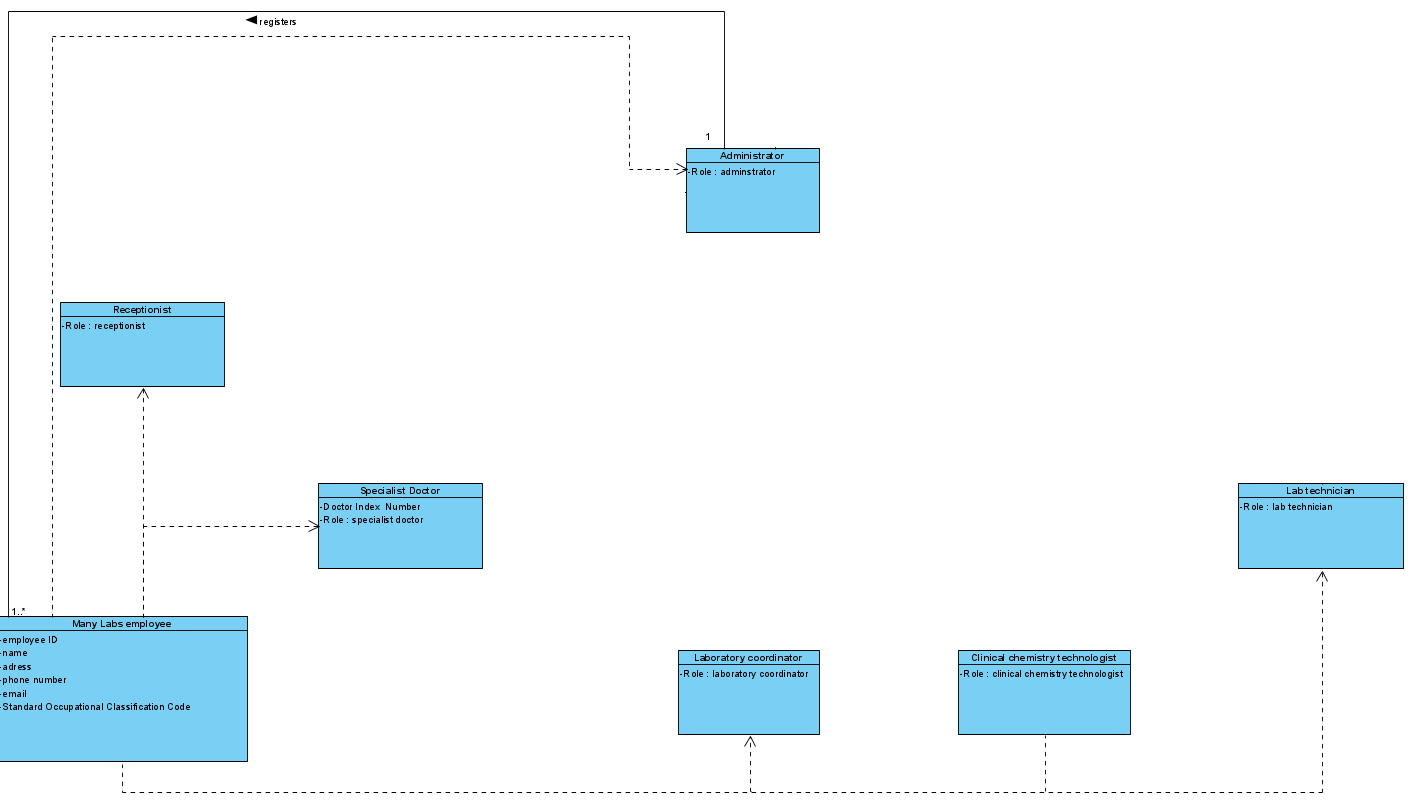 ◄ registers
1
Administrator
-Role : adminstrator
Receptionist
-Role : receptionist
Specialist Doctor
-Doctor Index Number
-Role : specialist doctor
Lab technician
-Role : lab technician
1..*
Many Labs employee
-employee ID
-name
-adress
-phone number
-email
-Standard Occupational Classification Code
Laboratory coordinator
-Role : laboratory coordinator
Clinical chemistry technologist
-Role : clinical chemistry technologist